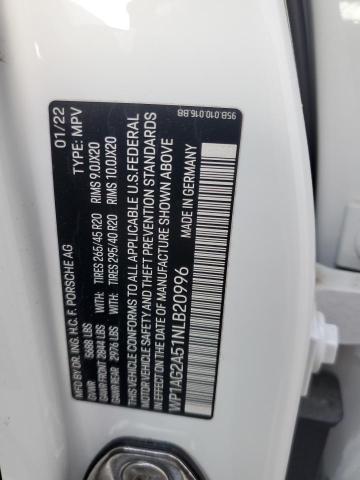 95B.010.016.BB
MFD BY DR. ING. H.C. F. PORSCHE AG 01/22
GVWR 5688 LBS TYPE: MPV
GAWR FRONT 2844 LBS WITH TIRES 265/45 R20 RIMS 9.0JX20
GAWR REAR 2976 LBS WITH TIRES 295/40 R20 RIMS 10.0JX20
THIS VEHICLE CONFORMS TO ALL APPLICABLE U.S. FEDERAL
MOTOR VEHICLE SAFETY AND THEFT PREVENTION STANDARDS
IN EFFECT ON THE DATE OF MANUFACTURE SHOWN ABOVE.
MADE IN GERMANY
WP1AG2A51NLB20996